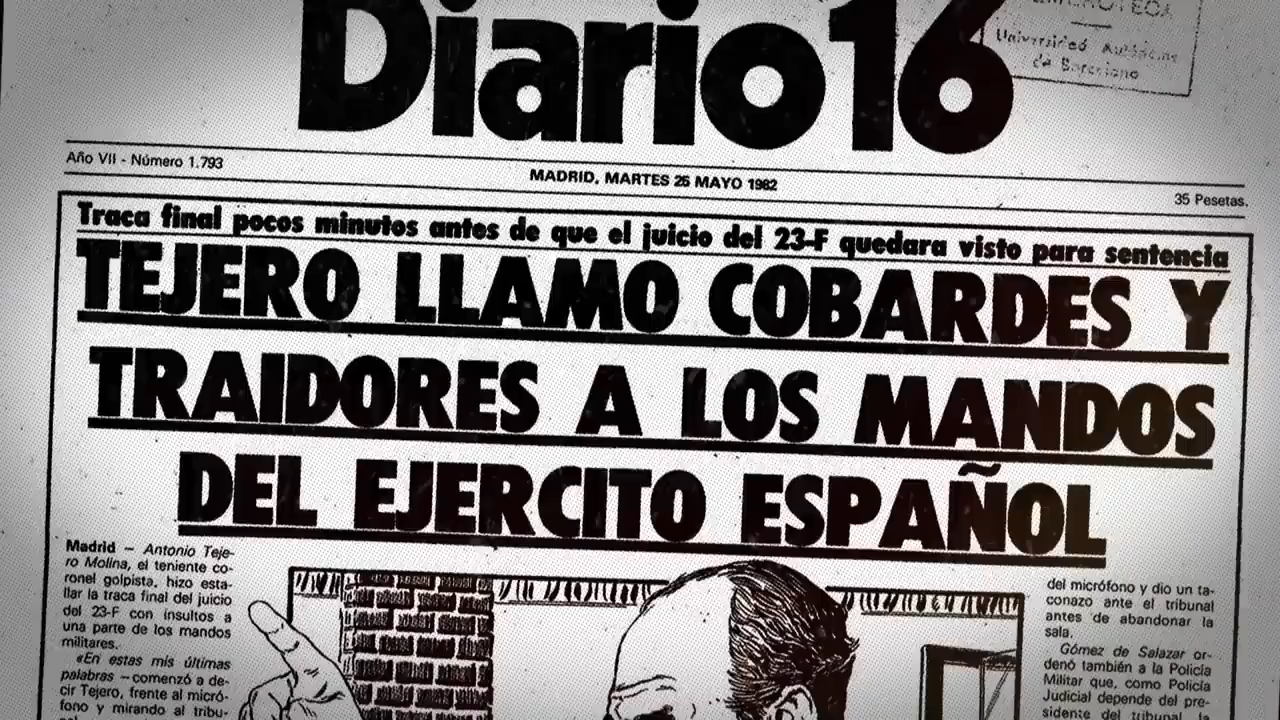 Diario16
Universidad Autónoma
de Barcelona
Año VII - Número 1.793
MADRID, MARTES 25 MAYO 1982
35 Pesetas.
Traca final pocos minutos antes de que el juicio del 23-F quedara visto para sentencia
TEJERO LLAMO COBARDES Y
TRAIDORES A LOS MANDOS
DEL EJERCITO ESPAÑOL
Madrid – Antonio Teje-
ro Molina, el teniente co-
ronel golpista, hizo esta-
llar la traca final del juicio
del 23-F con insultos a
una parte de los mandos
militares.
«En estas mis últimas
palabras – comenzó a de-
cir Tejero, frente al micró-
fono y mirando al tribu-
del micrófono y dio un ta-
conazo ante el tribunal
antes de abandonar la
sala.
Gómez de Salazar or-
denó también a la Policía
Militar que, como Policía
Judicial depende del pre-
sidente del tribunal